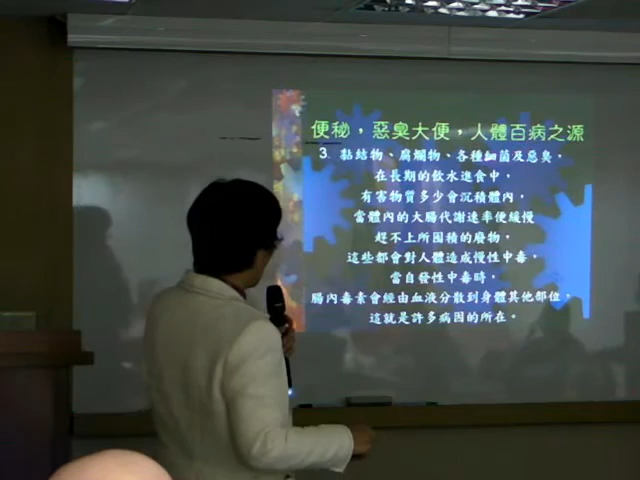 便秘，惡臭大便，人體百病之源
3. 黏結物、腐爛物、各種細菌及惡臭，
在長期的飲水進食中，
有害物質多少會沉積體內，
當體內的大腸代謝速率便緩慢
趕不上所囤積的廢物，
這些都會對人體造成慢性中毒，
當自發性中毒時，
腸內毒素會經由血液分散到身體其他部位。
這就是許多病因的所在。